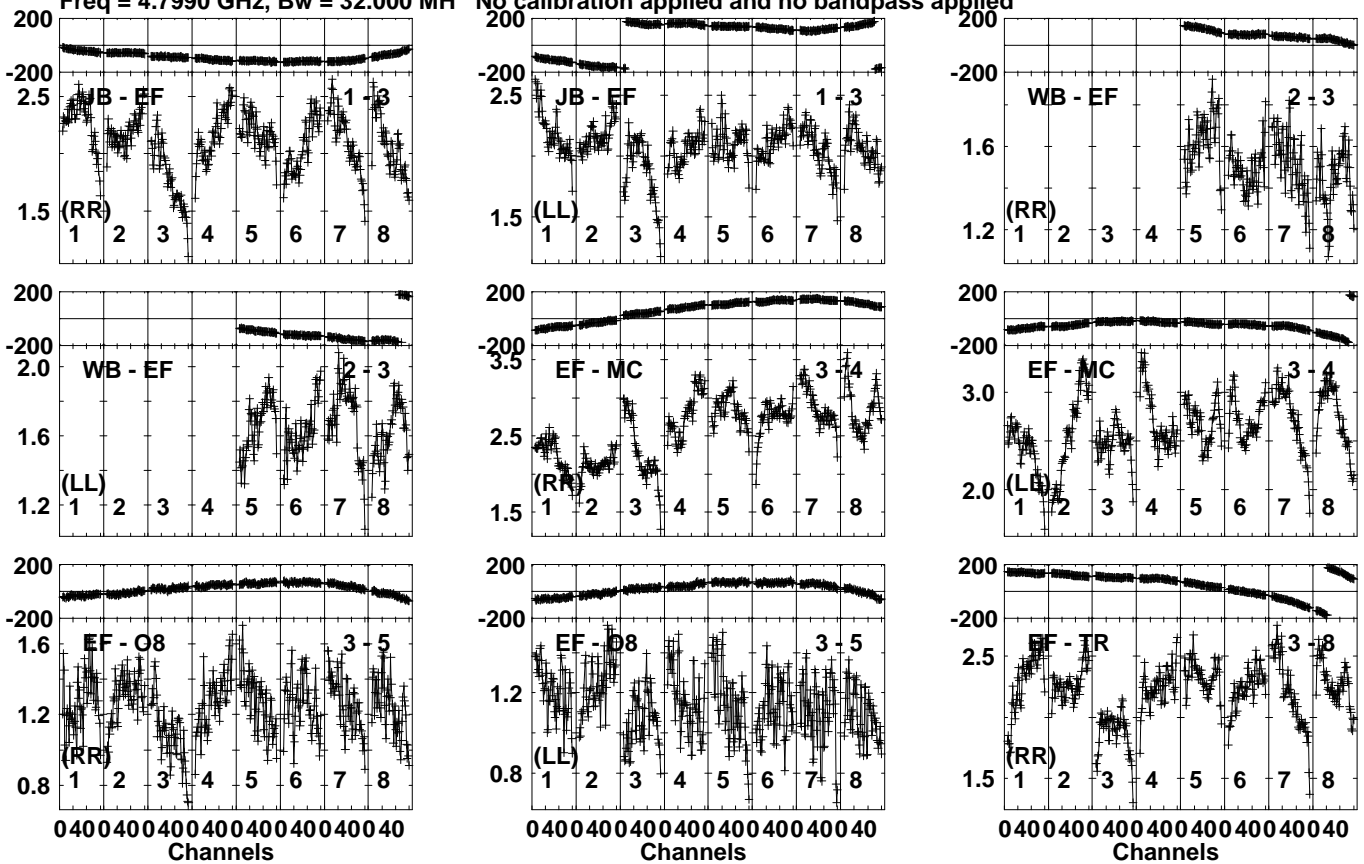 Freq = 4.7990 GHz, Bw = 32.000 MH No calibration applied and no bandpass applied
200 200 200
-200 -200 -200
2.5 JB - EF 1 - 3 JB - EF 1 - 3 WB - EF 2 - 3
1.6
1.5 1.5
(RR) (LL) (RR) 1.2
1 2 3 4 5 6 7 8 1 2 3 4 5 6 7 8 1 2 3 4 5 6 7 8
200 200 200
-200 -200 -200
2.0 WB - EF 2 - 3 3.5 EF - MC 3 - 4 EF - MC 3 - 4
3.0
1.6 2.5
2.0
(LL) (RR) (LL)
1.2 1 2 3 4 5 6 7 8 1.5 1 2 3 4 5 6 7 8 1 2 3 4 5 6 7 8
200 200 200
-200 -200 -200
1.6 EF - O8 3 - 5 EF - O8 3 - 5 2.5 EF - TR 3 - 8
1.2 1.2
(RR) (LL) (RR)
0.8 1 2 3 4 5 6 7 8 0.8 1 2 3 4 5 6 7 8 1.5 1 2 3 4 5 6 7 8
0 40 0 40 0 40 0 40 0 40 0 40 0 40 0 40 0 40 0 40 0 40 0 40 0 40 0 40 0 40 0 40 0 40 0 40 0 40 0 40 0 40 0 40 0 40 0 40
Channels Channels Channels